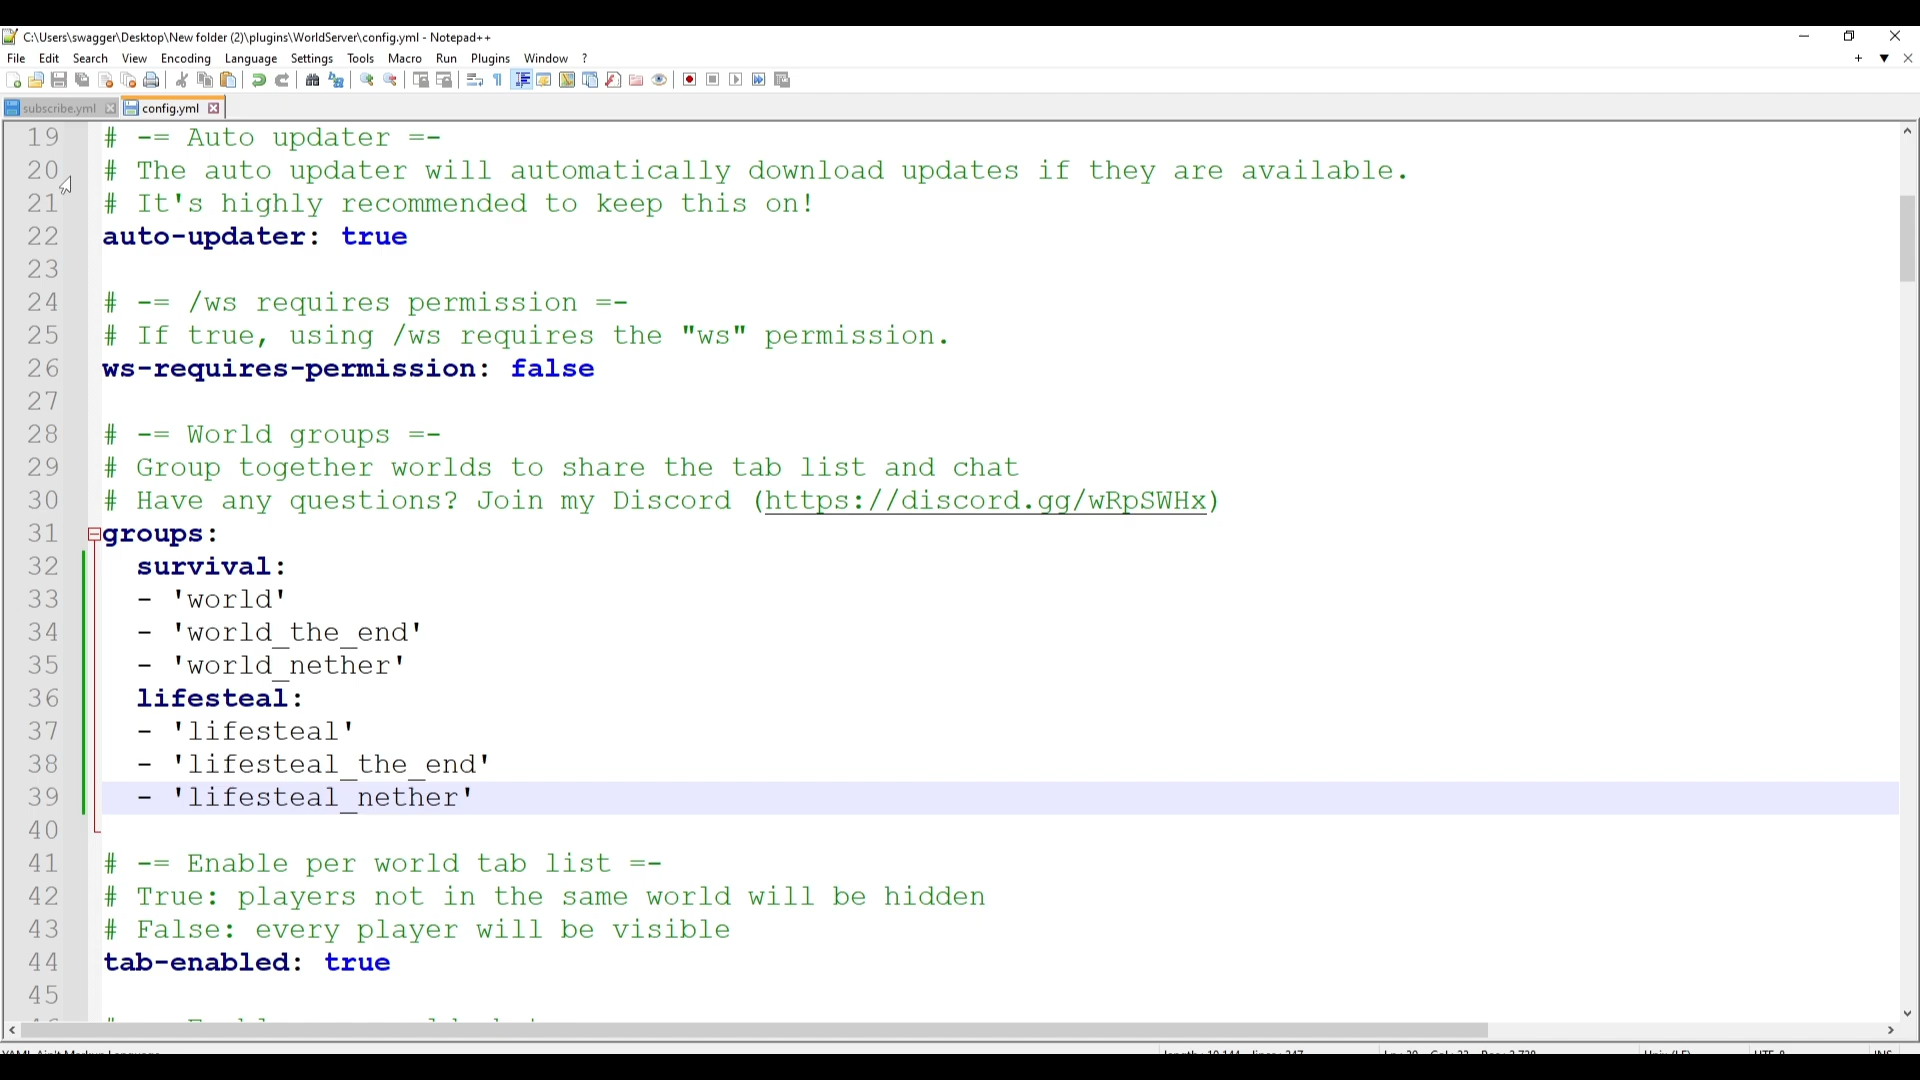 C:\Users\swagger\Desktop\New folder (2)\plugins\WorldServer\config.yml - Notepad++
File Edit Search View Encoding Language Settings Tools Macro Run Plugins Window ?
subscribe.yml config.yml
19 # -= Auto updater =-
20 # The auto updater will automatically download updates if they are available.
21 # It's highly recommended to keep this on!
22 auto-updater: true
23
24 # -= /ws requires permission =-
25 # If true, using /ws requires the "ws" permission.
26 ws-requires-permission: false
27
28 # -= World groups =-
29 # Group together worlds to share the tab list and chat
30 # Have any questions? Join my Discord (https://discord.gg/wRpSWHx)
31 groups:
32 survival:
33 - 'world'
34 - 'world_the_end'
35 - 'world_nether'
36 lifesteal:
37 - 'lifesteal'
38 - 'lifesteal_the_end'
39 - 'lifesteal_nether'
40
41 # -= Enable per world tab list =-
42 # True: players not in the same world will be hidden
43 # False: every player will be visible
44 tab-enabled: true
45